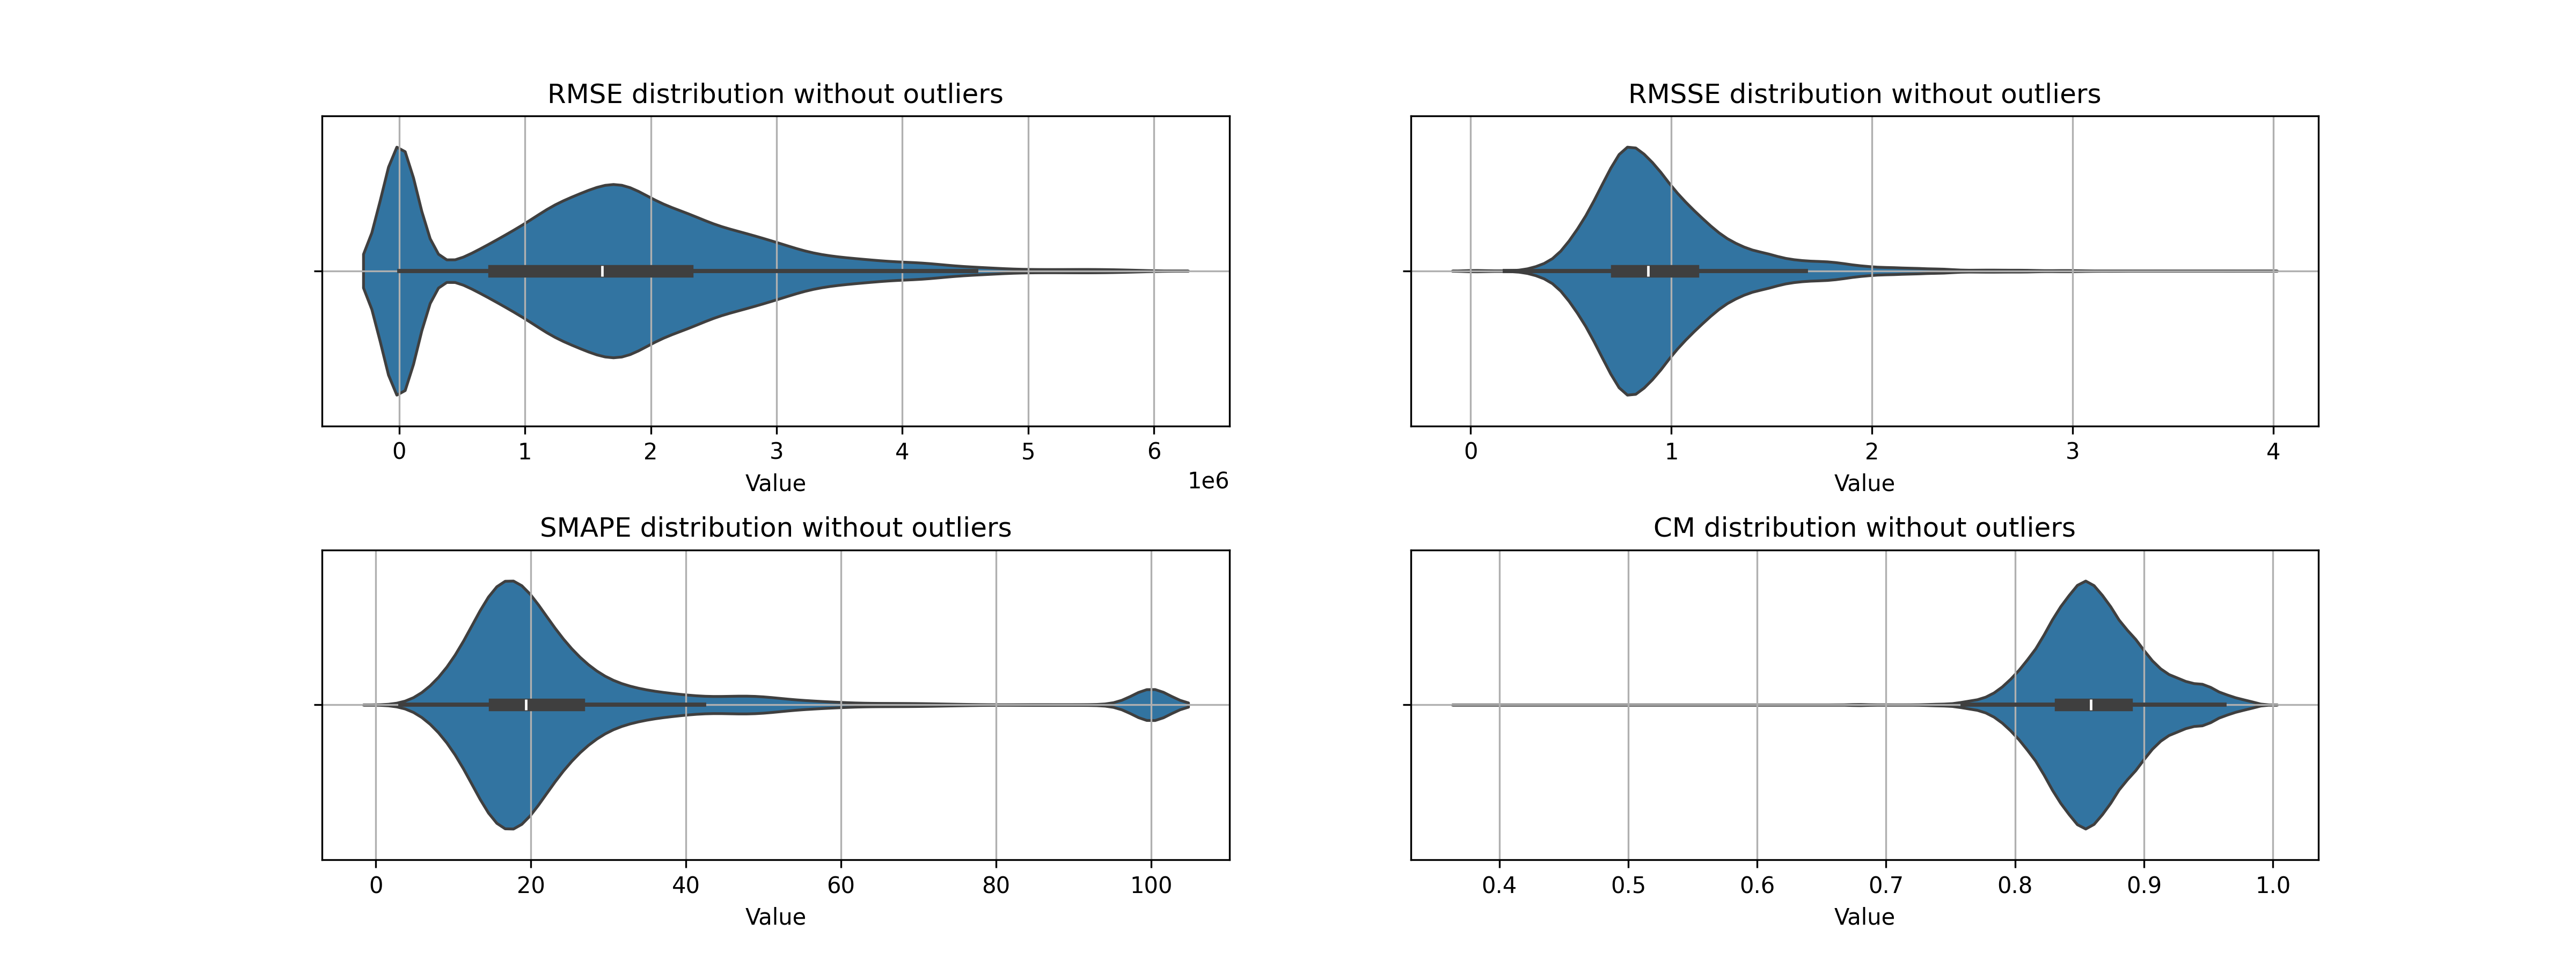 RMSE distribution without outliers
0 1 2 3 4 5 6
Value
1e6
RMSSE distribution without outliers
0 1 2 3 4
Value
SMAPE distribution without outliers
0 20 40 60 80 100
Value
CM distribution without outliers
0.4 0.5 0.6 0.7 0.8 0.9 1.0
Value